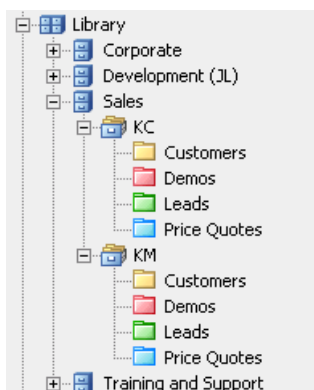 Library
Corporate
Development (JL)
Sales
KC
Customers
Demos
Leads
Price Quotes
KM
Customers
Demos
Leads
Price Quotes
Training and Support